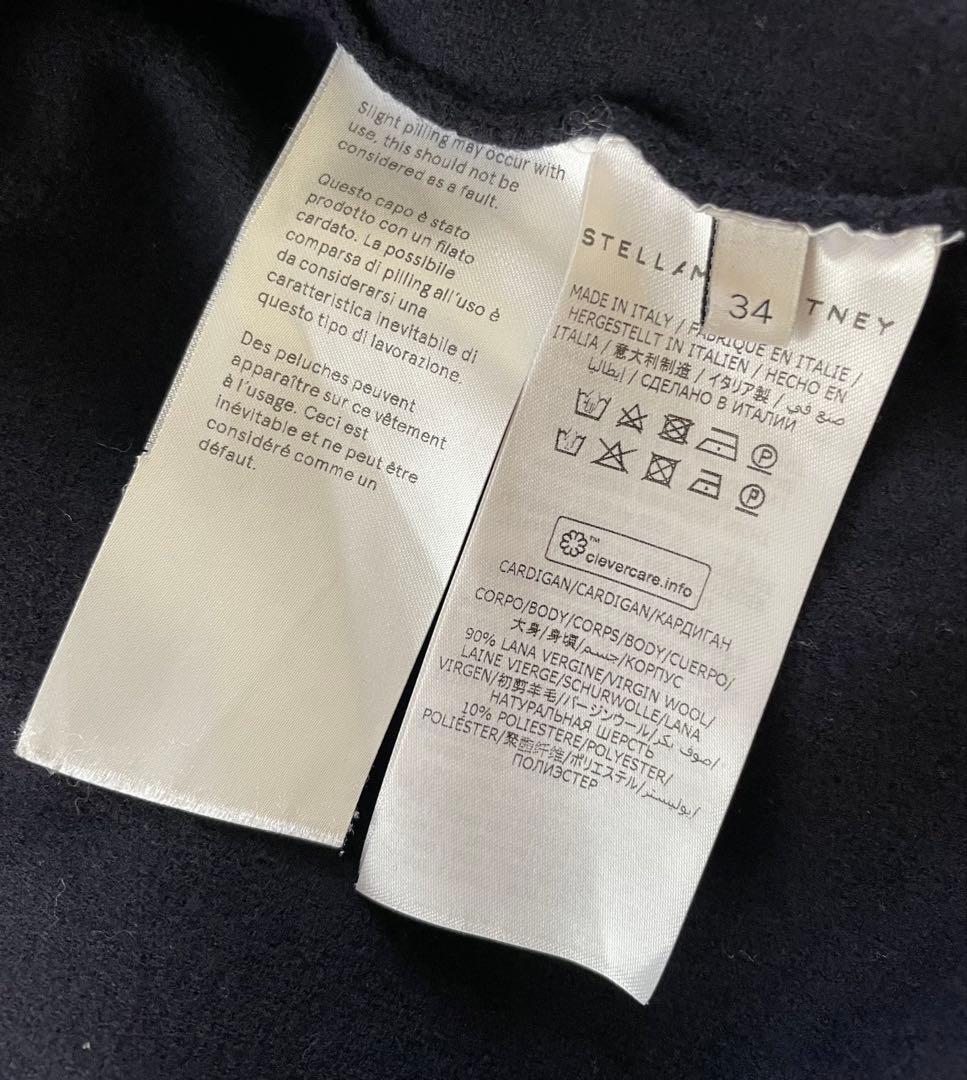 Slight pilling may occur with
use, this should not be
considered as a fault.
Questo capo è stato
prodotto con un filato
cardato. La possibile
comparsa di pilling all'uso è
da considerarsi una
caratteristica inevitabile di
questo tipo di lavorazione.
Des peluches peuvent
apparaître sur ce vêtement
à l'usage. Ceci est
inévitable et ne peut être
considéré comme un
défaut.
STELLA M TNEY
34
MADE IN ITALY / FABRIQUE EN ITALIE /
HERGESTELLT IN ITALIEN / HECHO EN
ITALIA / 意大利制造 / イタリア製 / صنع في
إيطاليا / СДЕЛАНО В ИТАЛИИ
P
P
™
clevercare.info
CARDIGAN/CARDIGAN/КАРДИГАН
CORPO/BODY/CORPS/BODY/CUERPO/
大身/身頃/جسم/КОРПУС
90% LANA VERGINE/VIRGIN WOOL/
LAINE VIERGE/SCHURWOLLE/LANA
VIRGEN/初剪羊毛/バージンウール/صوف بكر/
НАТУРАЛЬНАЯ ШЕРСТЬ
10% POLIESTERE/POLYESTER/
POLIÉSTER/聚酯纤维/ポリエステル/بوليستر/
ПОЛИЭСТЕР